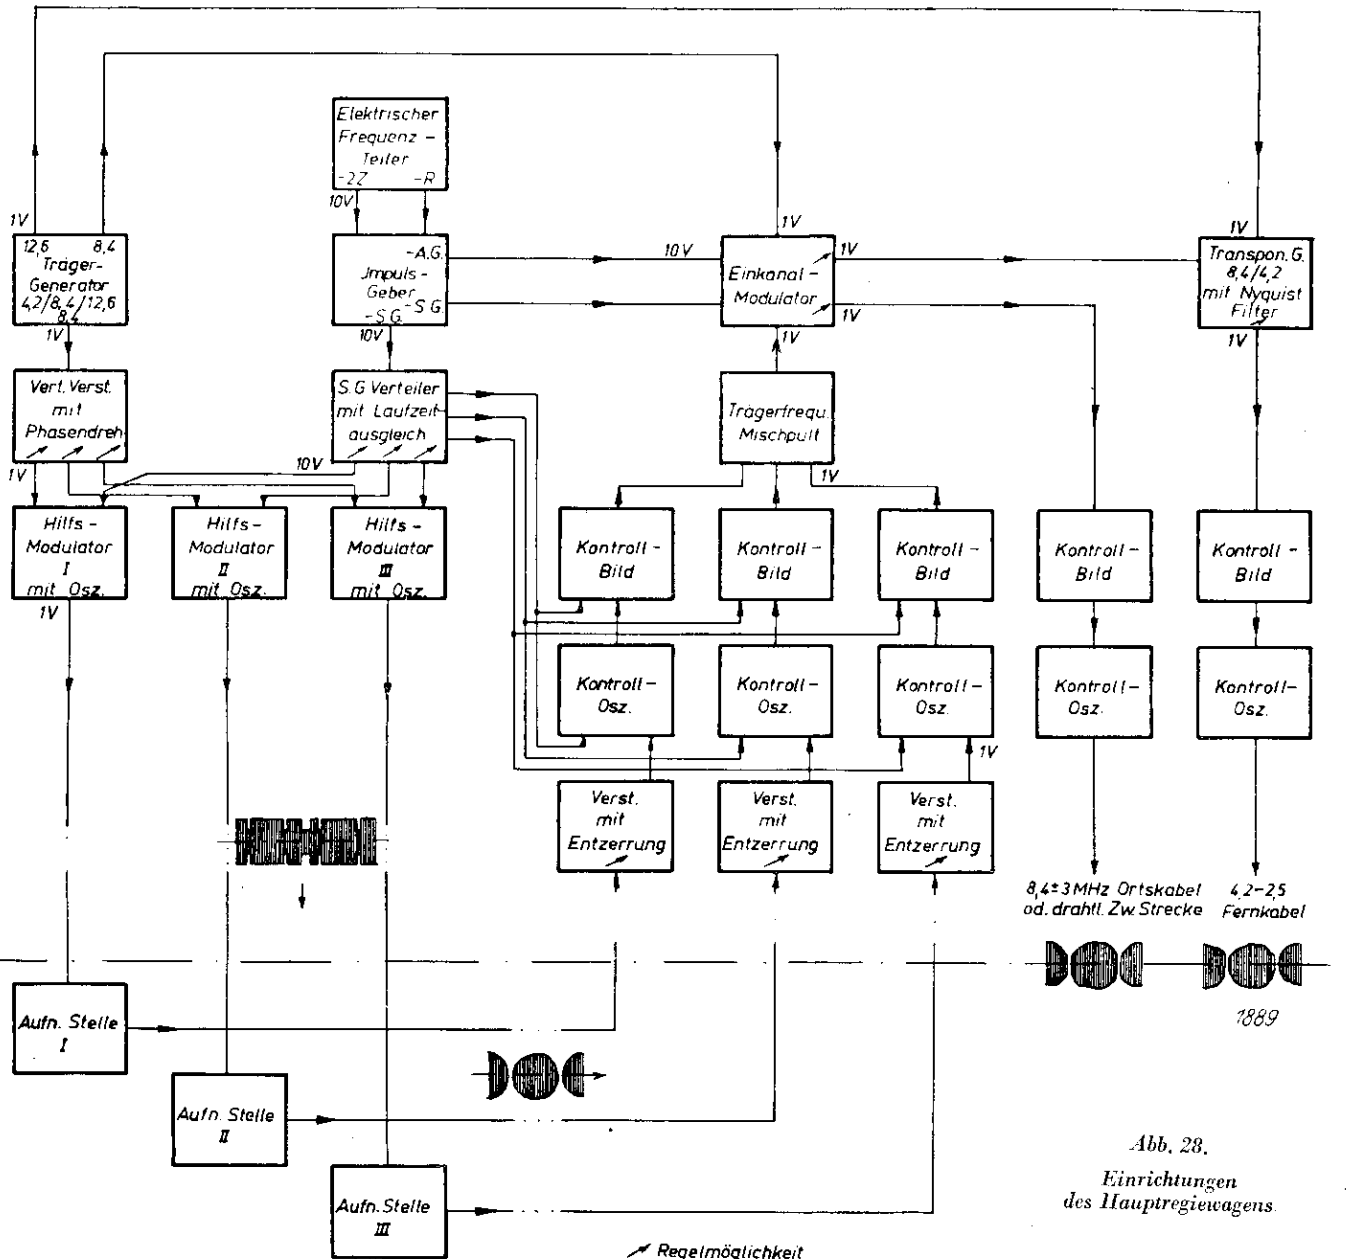 Elektrischer
Frequenz –
Teiler
-2Z -R
10V
1V
12,6 8,4
Träger-
Generator
4,2/8,4/12,6
8,4
1V
-A.G.
Jmpuls-
Geber
-S.G.
-S.G.
10V
10V
1V
1V
Einkanal –
Modulator
1V
1V
1V
Transpon. G.
8,4/4,2
mit Nyquist
Filter
1V
Vert. Verst.
mit
Phasendreh.
1V
S.G Verteiler
mit Laufzeit-
ausgleich
10V
Trägerfrequ.
Mischpult
1V
Hilfs –
Modulator
I
mit Osz.
1V
Hilfs –
Modulator
II
mit Osz.
Hilfs –
Modulator
III
mit Osz.
Kontroll –
Bild
Kontroll –
Bild
Kontroll –
Bild
Kontroll –
Bild
Kontroll –
Bild
Kontroll –
Osz.
Kontroll –
Osz.
Kontroll –
Osz.
Kontroll –
Osz.
Kontroll –
Osz.
1V
Verst.
mit
Entzerrung
Verst.
mit
Entzerrung
Verst.
mit
Entzerrung
8,4±3MHz Ortskabel
od. drahtl. Zw. Strecke
4,2–2,5
Fernkabel
1889
Aufn. Stelle
I
Aufn. Stelle
II
Aufn. Stelle
III
Abb. 28.
Einrichtungen
des Hauptregiewagens.
Regelmöglichkeit